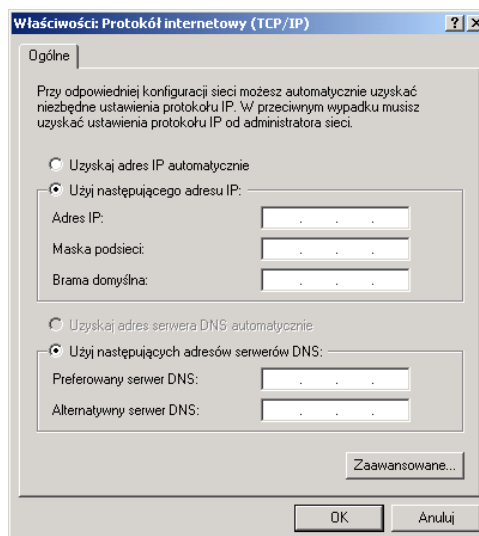 Właściwości: Protokół internetowy (TCP/IP)
Ogólne
Przy odpowiedniej konfiguracji sieci możesz automatycznie uzyskać
niezbędne ustawienia protokołu IP. W przeciwnym wypadku musisz
uzyskać ustawienia protokołu IP od administratora sieci.
Uzyskaj adres IP automatycznie
Użyj następującego adresu IP:
Adres IP:
Maska podsieci:
Brama domyślna:
Uzyskaj adres serwera DNS automatycznie
Użyj następujących adresów serwerów DNS:
Preferowany serwer DNS:
Alternatywny serwer DNS:
Zaawansowane...
OK
Anuluj